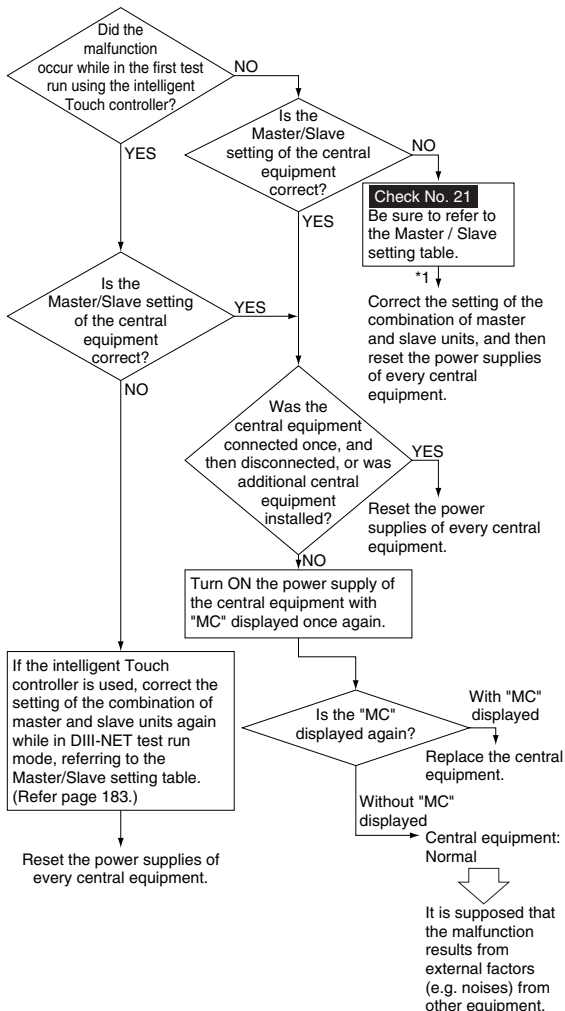 Did the
malfunction
occur while in the first test
run using the intelligent
Touch controller?
NO
YES
Is the
Master/Slave
setting of the central
equipment
correct?
NO
YES
Check No. 21
Be sure to refer to
the Master / Slave
setting table.
*1
Correct the setting of the
combination of master
and slave units, and then
reset the power supplies
of every central
equipment.
Is the
Master/Slave setting
of the central
equipment
correct?
YES
NO
Was the
central equipment
connected once, and
then disconnected, or was
additional central
equipment
installed?
YES
Reset the power
supplies of every central
equipment.
NO
Turn ON the power supply of
the central equipment with
"MC" displayed once again.
If the intelligent Touch
controller is used, correct the
setting of the combination of
master and slave units again
while in DIII-NET test run
mode, referring to the
Master/Slave setting table.
(Refer page 183.)
Reset the power supplies of
every central equipment.
Is the "MC"
displayed again?
With "MC"
displayed
Replace the central
equipment.
Without "MC"
displayed
Central equipment:
Normal
It is supposed that
the malfunction
results from
external factors
(e.g. noises) from
other equipment.